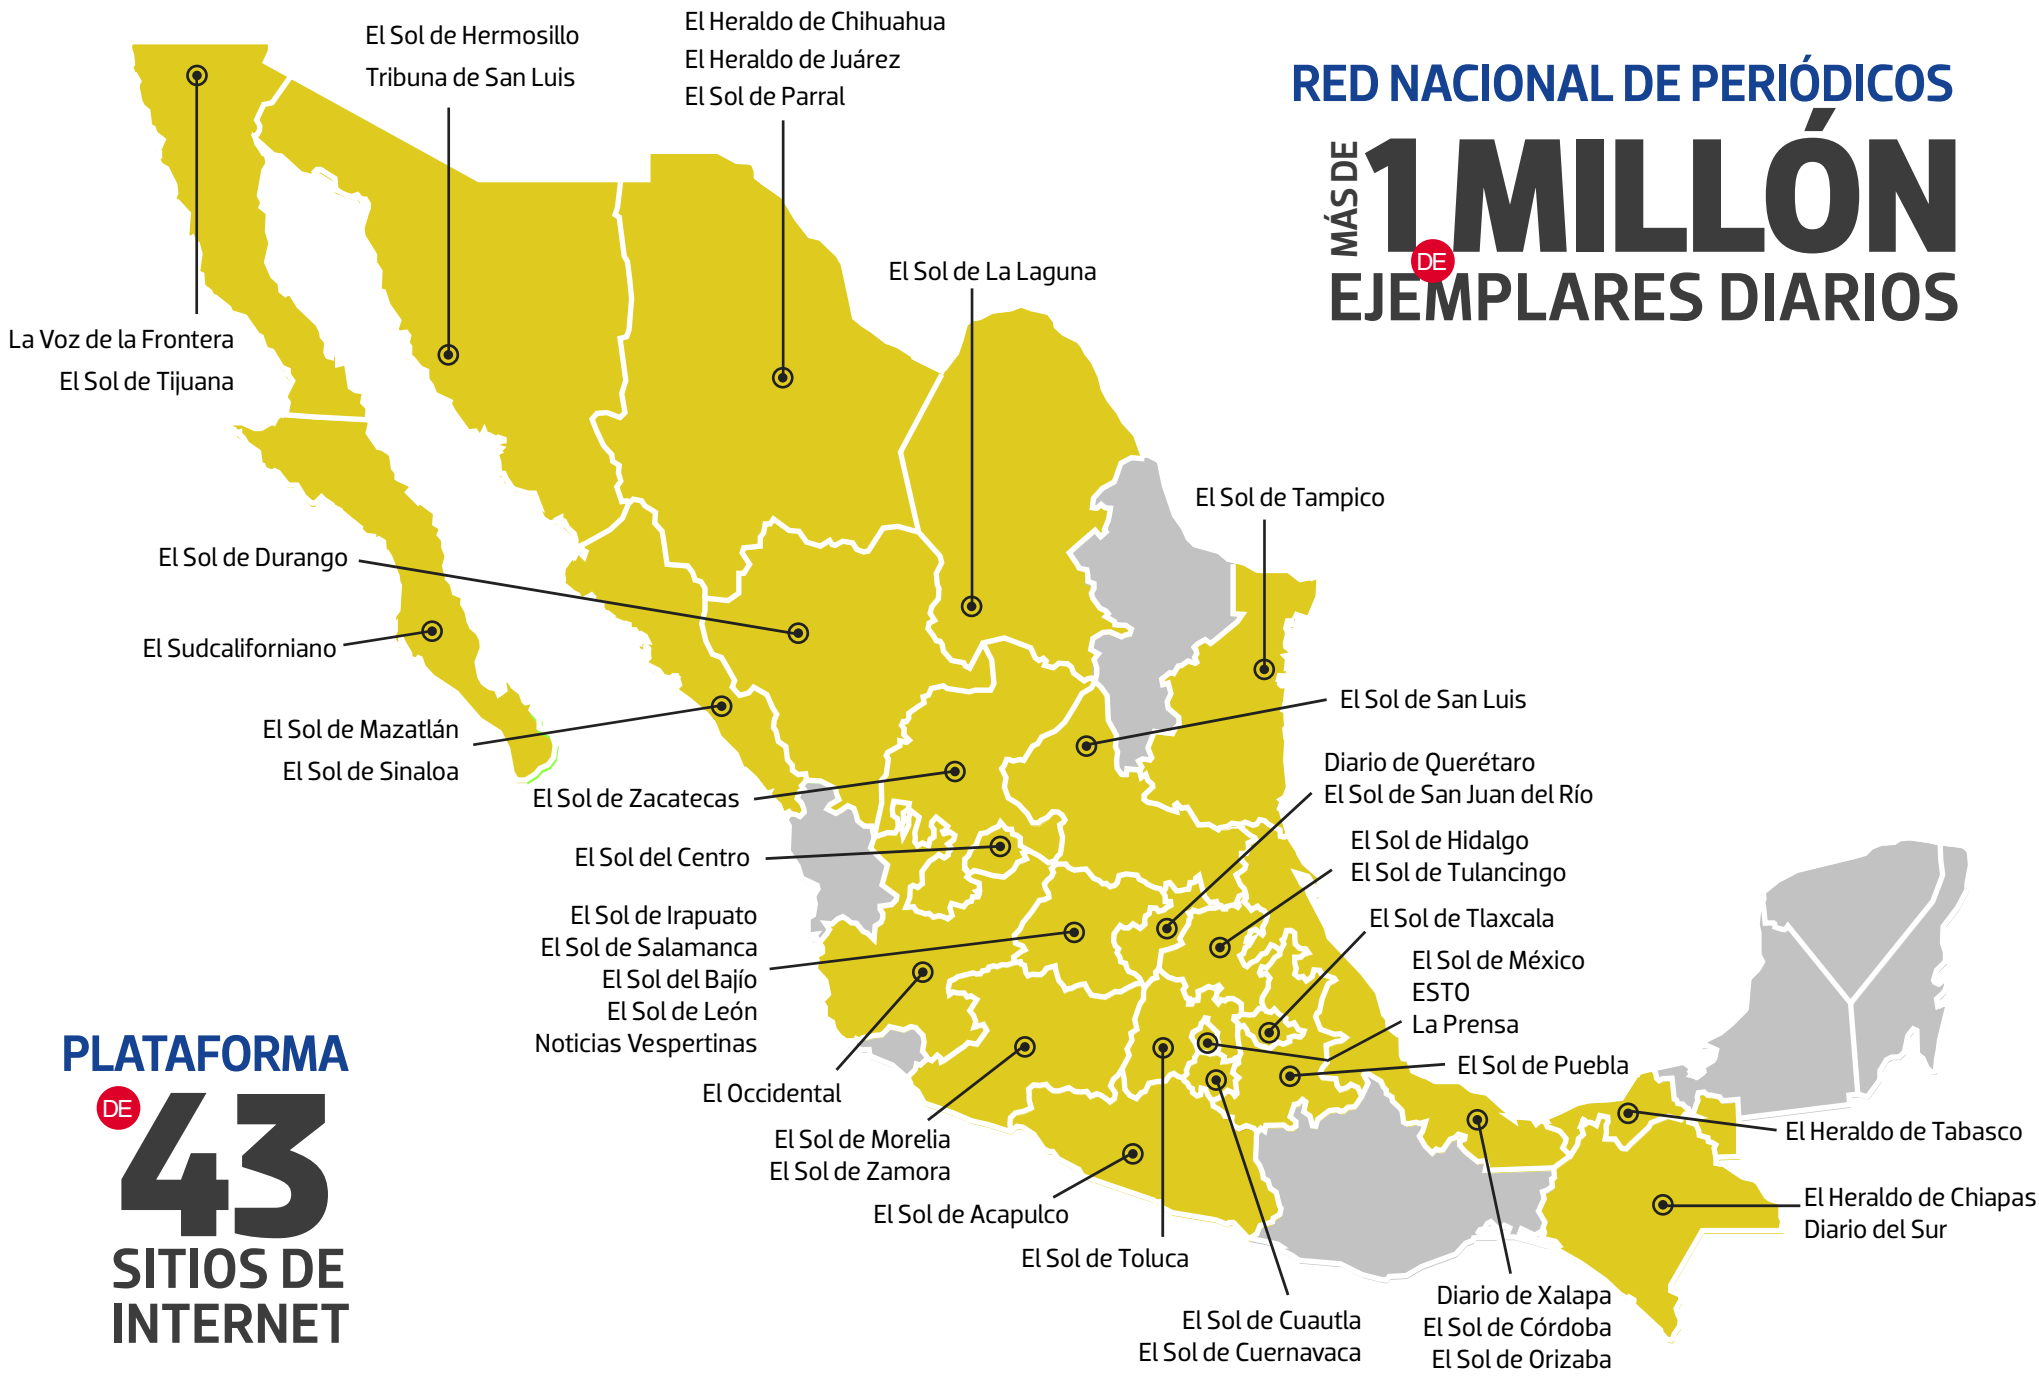 El Sol de Hermosillo
Tribuna de San Luis
El Heraldo de Chihuahua
El Heraldo de Juárez
El Sol de Parral
RED NACIONAL DE PERIÓDICOS
MÁS DE
1 MILLÓN
DE
EJEMPLARES DIARIOS
El Sol de La Laguna
La Voz de la Frontera
El Sol de Tijuana
El Sol de Tampico
El Sol de Durango
El Sudcaliforniano
El Sol de Mazatlán
El Sol de Sinaloa
El Sol de San Luis
Diario de Querétaro
El Sol de San Juan del Río
El Sol de Zacatecas
El Sol de Hidalgo
El Sol de Tulancingo
El Sol del Centro
El Sol de Tlaxcala
El Sol de Irapuato
El Sol de Salamanca
El Sol del Bajío
El Sol de León
Noticias Vespertinas
El Sol de México
ESTO
La Prensa
El Sol de Puebla
El Occidental
El Sol de Morelia
El Sol de Zamora
El Heraldo de Tabasco
El Sol de Acapulco
El Heraldo de Chiapas
Diario del Sur
El Sol de Toluca
El Sol de Cuautla
El Sol de Cuernavaca
Diario de Xalapa
El Sol de Córdoba
El Sol de Orizaba
PLATAFORMA
DE
43
SITIOS DE
INTERNET